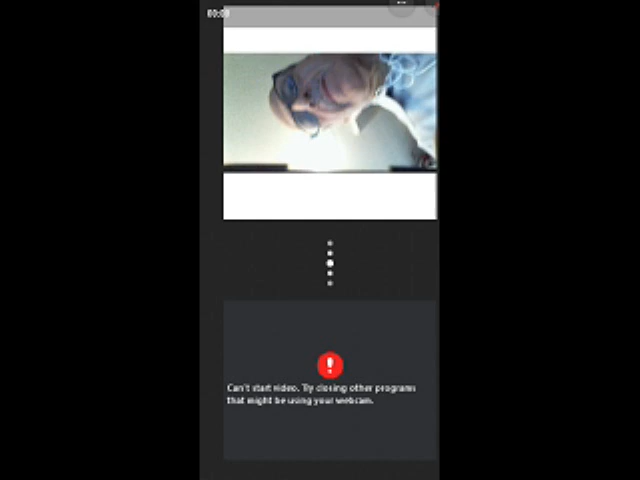 00:00
Can't start video. Try closing other programs
that might be using your webcam.